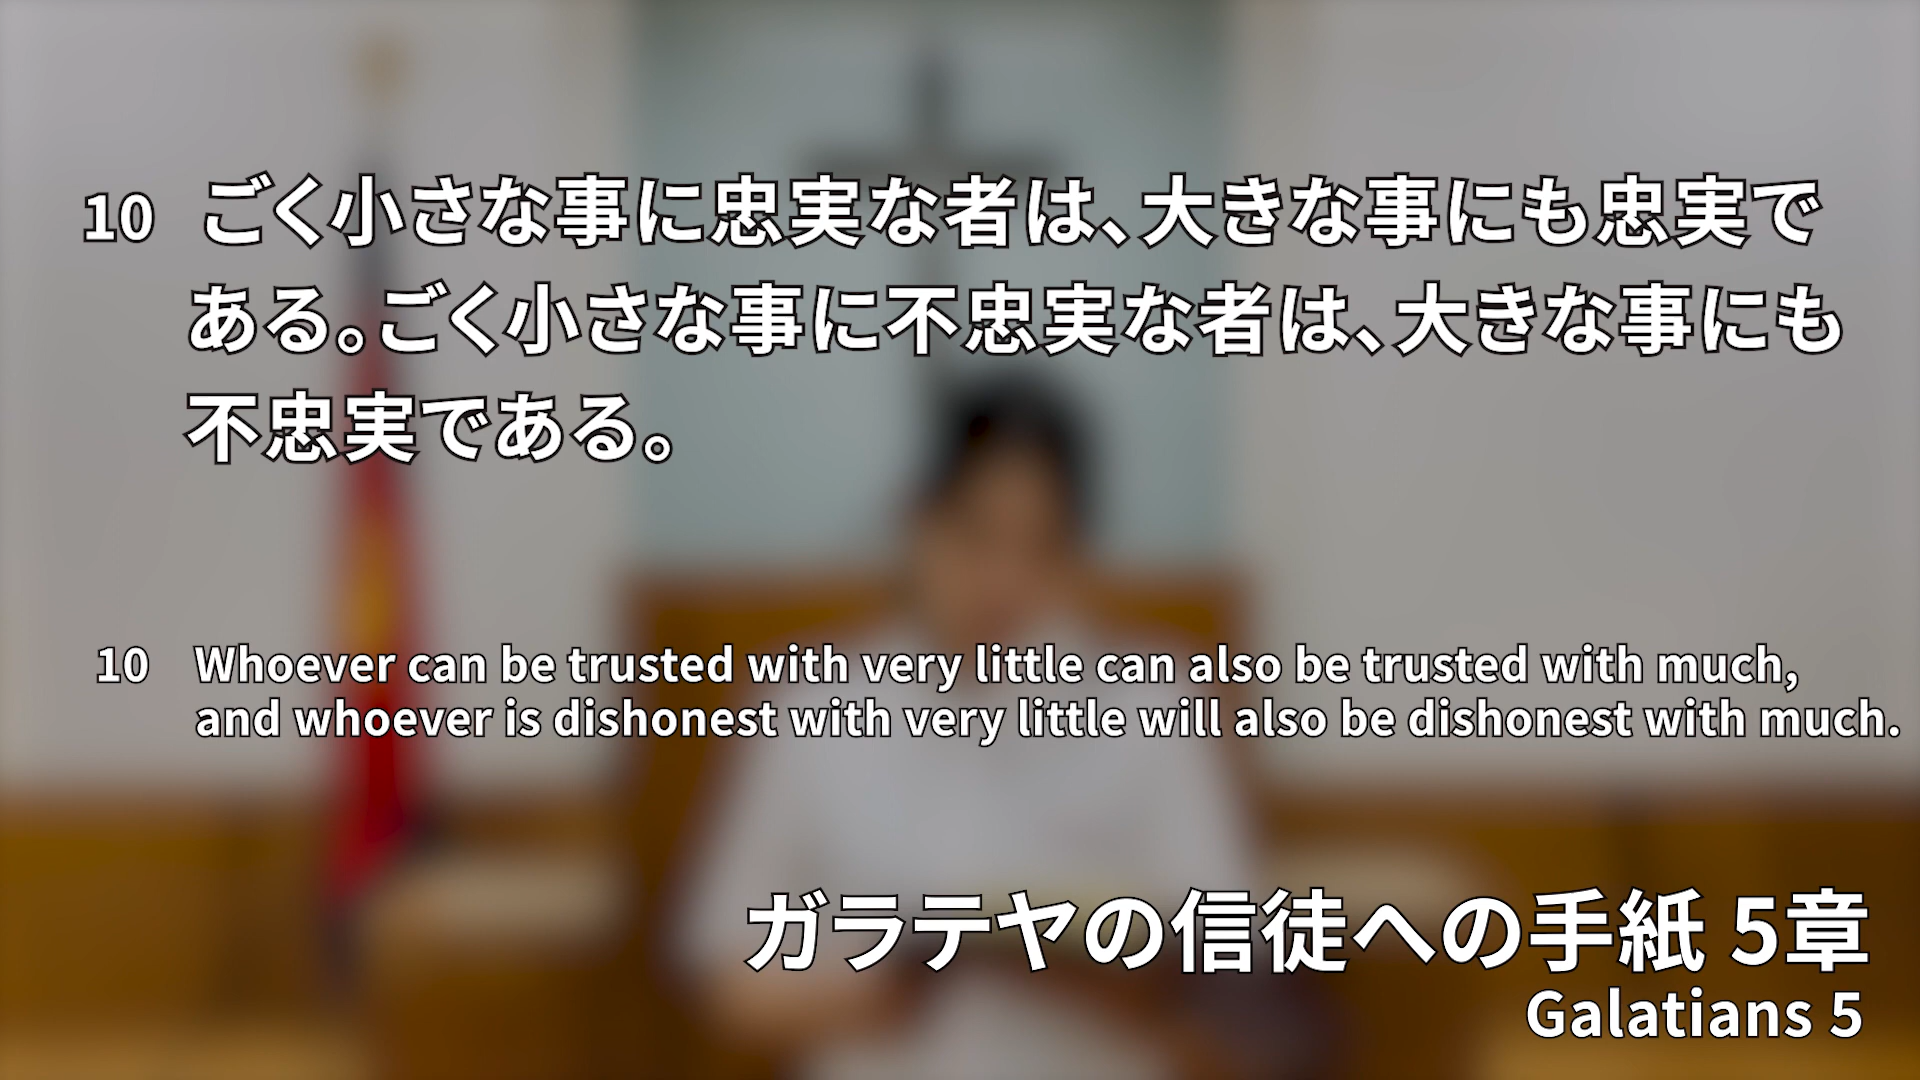 10 ごく小さな事に忠実な者は、大きな事にも忠実で
ある。ごく小さな事に不忠実な者は、大きな事にも
不忠実である。
10 Whoever can be trusted with very little can also be trusted with much,
and whoever is dishonest with very little will also be dishonest with much.
ガラテヤの信徒への手紙 5章
Galatians 5